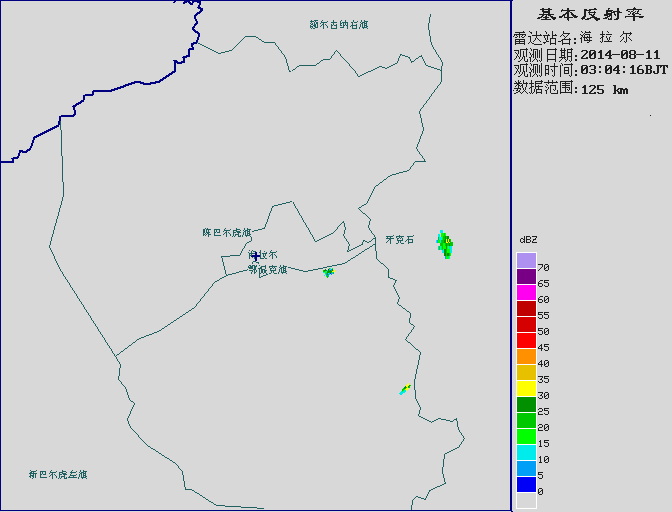 基本反射率
雷达站名:海 拉 尔
观测日期:2014-08-11
观测时间:03:04:16BJT
数据范围:125 km
额尔古纳右旗
陈巴尔虎旗
牙克石
海拉尔
鄂温克旗
新巴尔虎左旗
dBZ
70
65
60
55
50
45
40
35
30
25
20
15
10
5
0